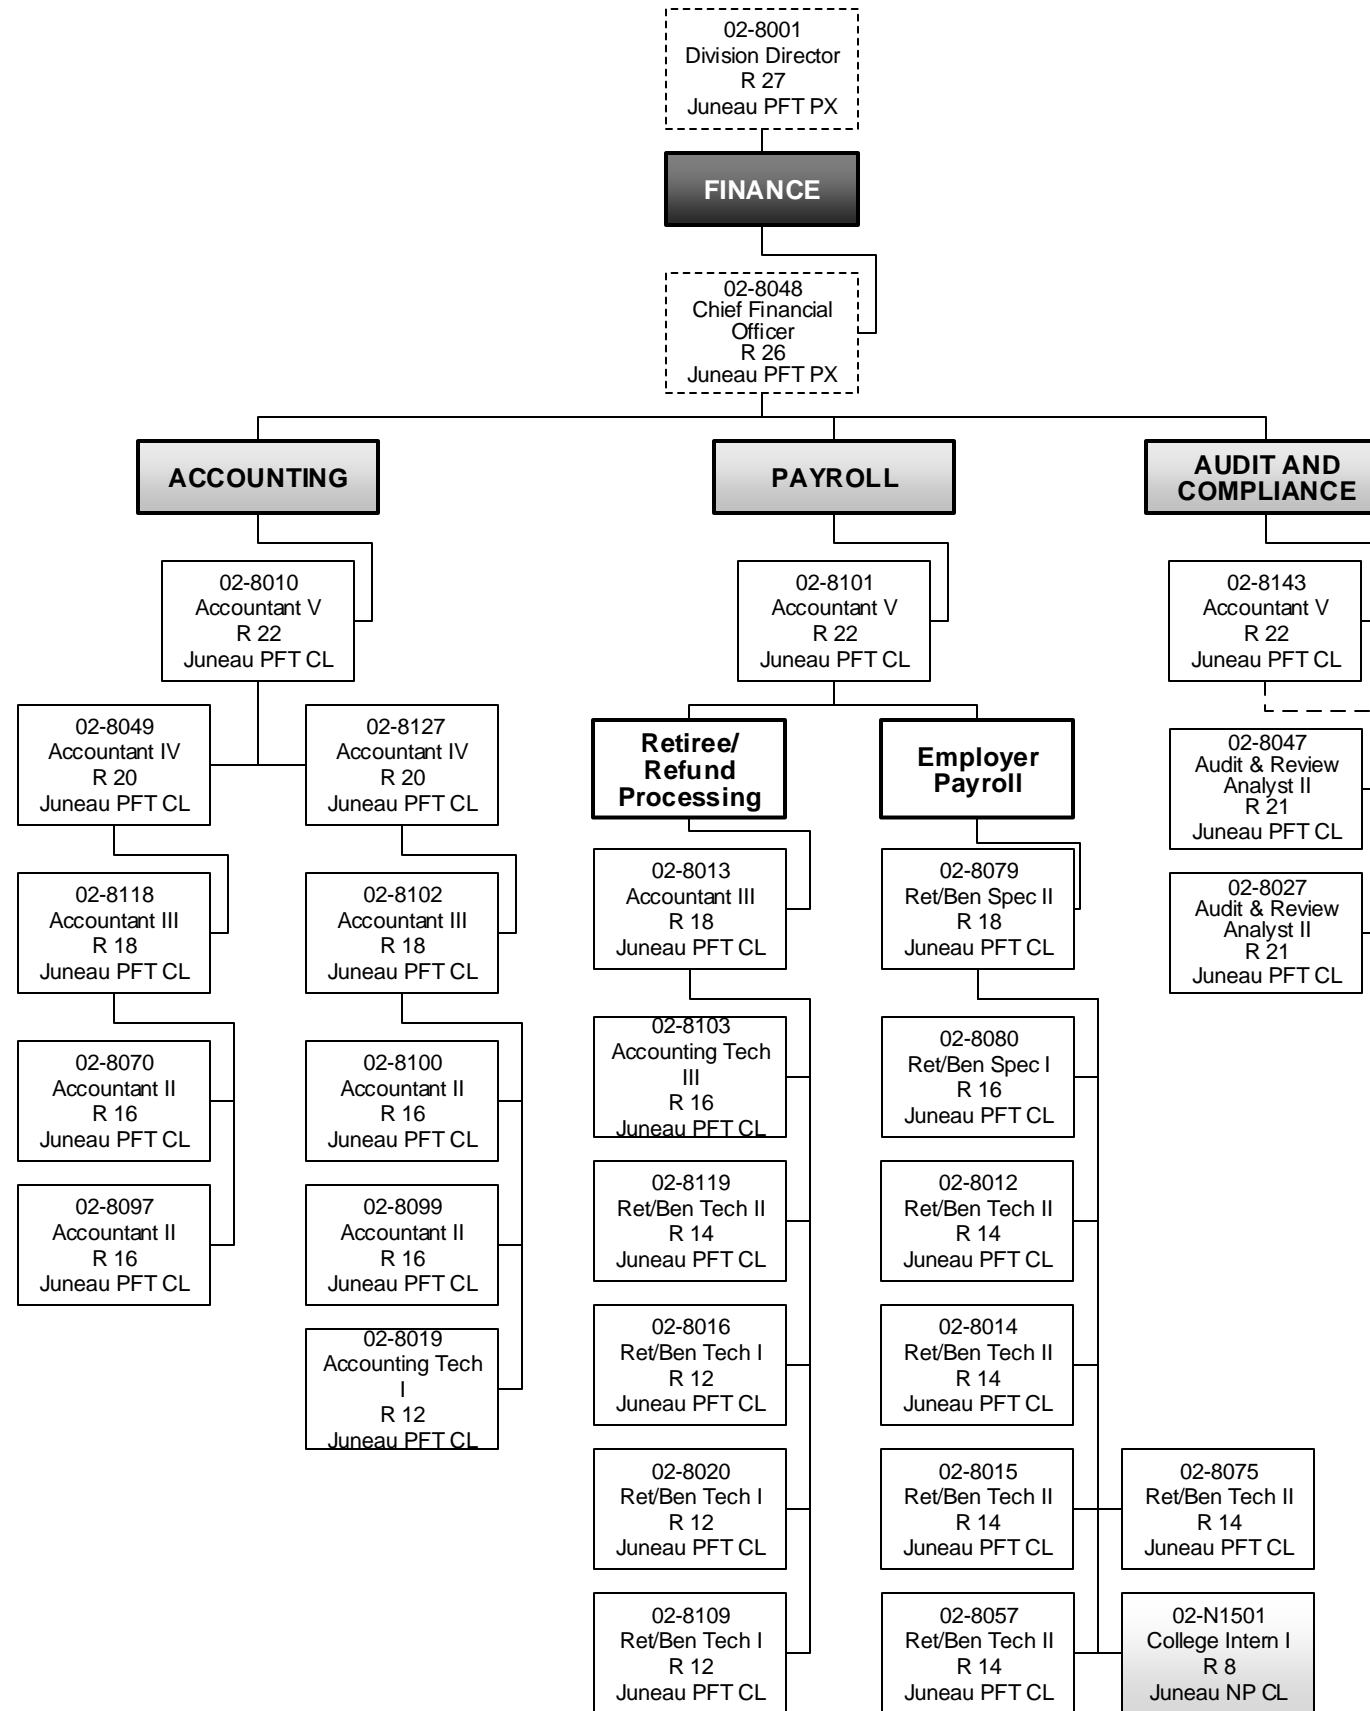 02-8001
Division Director
R 27
Juneau PFT PX
FINANCE
02-8048
Chief Financial
Officer
R 26
Juneau PFT PX
ACCOUNTING
02-8010
Accountant V
R 22
Juneau PFT CL
02-8049
Accountant IV
R 20
Juneau PFT CL
02-8118
Accountant III
R 18
Juneau PFT CL
02-8070
Accountant II
R 16
Juneau PFT CL
02-8097
Accountant II
R 16
Juneau PFT CL
02-8127
Accountant IV
R 20
Juneau PFT CL
02-8102
Accountant III
R 18
Juneau PFT CL
02-8100
Accountant II
R 16
Juneau PFT CL
02-8099
Accountant II
R 16
Juneau PFT CL
02-8019
Accounting Tech
I
R 12
Juneau PFT CL
PAYROLL
02-8101
Accountant V
R 22
Juneau PFT CL
Retiree/
Refund
Processing
02-8013
Accountant III
R 18
Juneau PFT CL
02-8103
Accounting Tech
III
R 16
Juneau PFT CL
02-8119
Ret/Ben Tech II
R 14
Juneau PFT CL
02-8016
Ret/Ben Tech I
R 12
Juneau PFT CL
02-8020
Ret/Ben Tech I
R 12
Juneau PFT CL
02-8109
Ret/Ben Tech I
R 12
Juneau PFT CL
Employer
Payroll
02-8079
Ret/Ben Spec II
R 18
Juneau PFT CL
02-8080
Ret/Ben Spec I
R 16
Juneau PFT CL
02-8012
Ret/Ben Tech II
R 14
Juneau PFT CL
02-8014
Ret/Ben Tech II
R 14
Juneau PFT CL
02-8015
Ret/Ben Tech II
R 14
Juneau PFT CL
02-8057
Ret/Ben Tech II
R 14
Juneau PFT CL
02-8075
Ret/Ben Tech II
R 14
Juneau PFT CL
02-N1501
College Intern I
R 8
Juneau NP CL
AUDIT AND
COMPLIANCE
02-8143
Accountant V
R 22
Juneau PFT CL
02-8047
Audit & Review
Analyst II
R 21
Juneau PFT CL
02-8027
Audit & Review
Analyst II
R 21
Juneau PFT CL